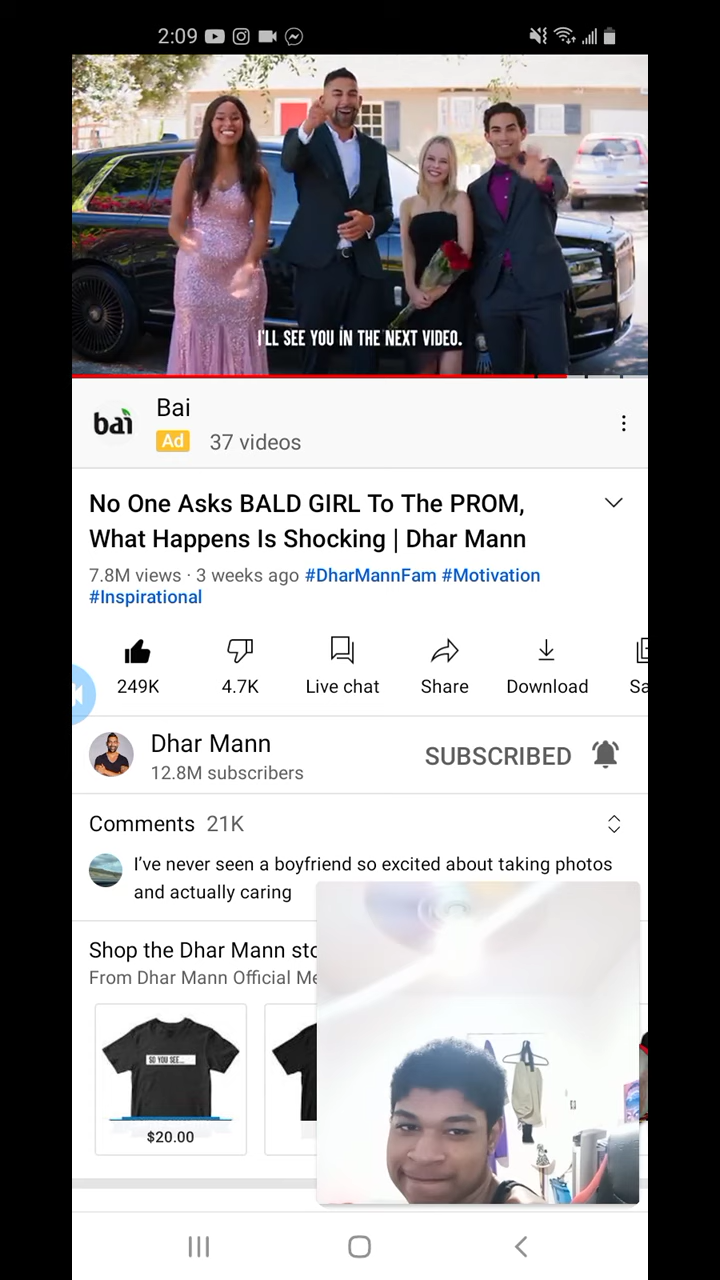 2:09
I'LL SEE YOU IN THE NEXT VIDEO.
bai
Bai
Ad 37 videos
No One Asks BALD GIRL To The PROM,
What Happens Is Shocking | Dhar Mann
7.8M views · 3 weeks ago #DharMannFam #Motivation
#Inspirational
249K 4.7K Live chat Share Download Sa
Dhar Mann
12.8M subscribers
SUBSCRIBED
Comments 21K
I've never seen a boyfriend so excited about taking photos
and actually caring
Shop the Dhar Mann sto
From Dhar Mann Official Me
SO YOU SEE...
$20.00